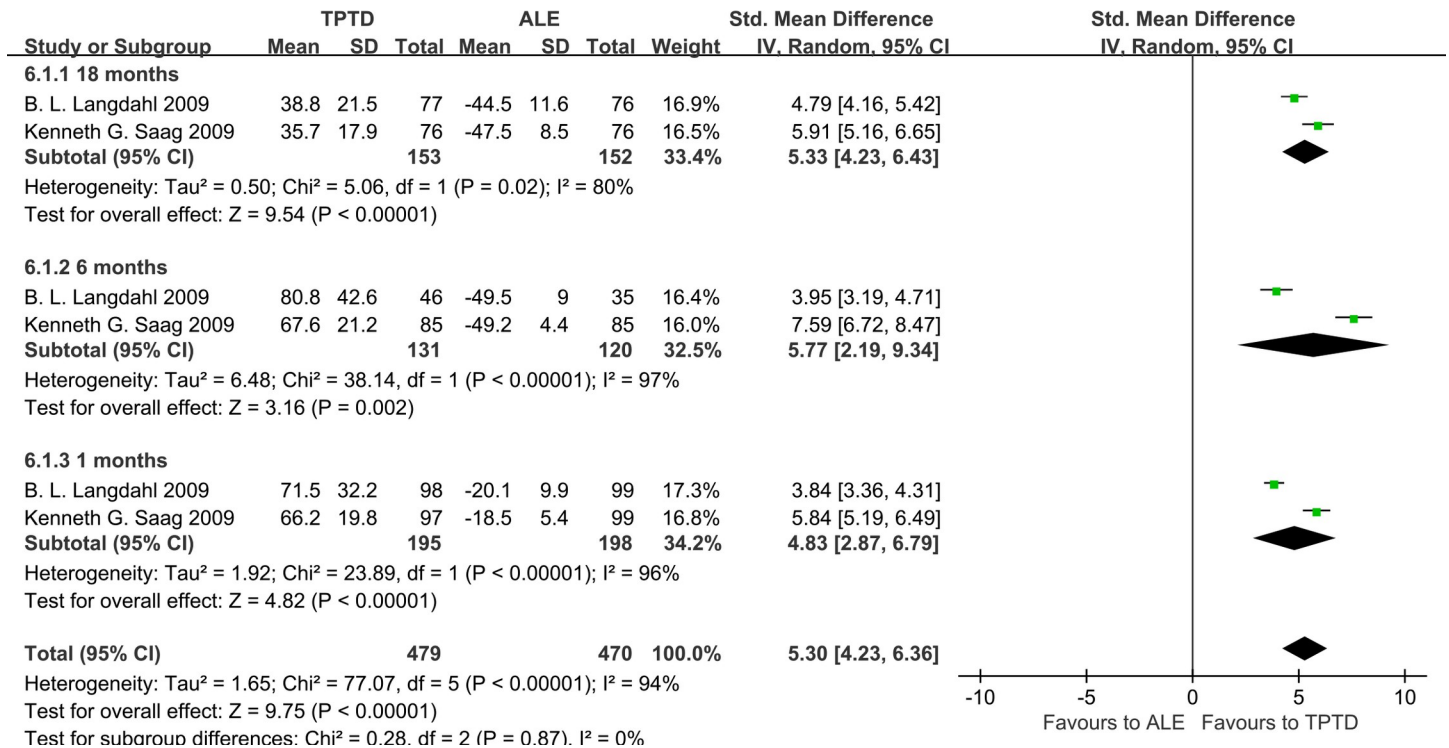 TPTD ALE Std. Mean Difference Std. Mean Difference
Study or Subgroup Mean SD Total Mean SD Total Weight IV, Random, 95% CI IV, Random, 95% CI
6.1.1 18 months
B. L. Langdahl 2009 38.8 21.5 77 -44.5 11.6 76 16.9% 4.79 [4.16, 5.42]
Kenneth G. Saag 2009 35.7 17.9 76 -47.5 8.5 76 16.5% 5.91 [5.16, 6.65]
Subtotal (95% CI) 153 152 33.4% 5.33 [4.23, 6.43]
Heterogeneity: Tau² = 0.50; Chi² = 5.06, df = 1 (P = 0.02); I² = 80%
Test for overall effect: Z = 9.54 (P < 0.00001)
6.1.2 6 months
B. L. Langdahl 2009 80.8 42.6 46 -49.5 9 35 16.4% 3.95 [3.19, 4.71]
Kenneth G. Saag 2009 67.6 21.2 85 -49.2 4.4 85 16.0% 7.59 [6.72, 8.47]
Subtotal (95% CI) 131 120 32.5% 5.77 [2.19, 9.34]
Heterogeneity: Tau² = 6.48; Chi² = 38.14, df = 1 (P < 0.00001); I² = 97%
Test for overall effect: Z = 3.16 (P = 0.002)
6.1.3 1 months
B. L. Langdahl 2009 71.5 32.2 98 -20.1 9.9 99 17.3% 3.84 [3.36, 4.31]
Kenneth G. Saag 2009 66.2 19.8 97 -18.5 5.4 99 16.8% 5.84 [5.19, 6.49]
Subtotal (95% CI) 195 198 34.2% 4.83 [2.87, 6.79]
Heterogeneity: Tau² = 1.92; Chi² = 23.89, df = 1 (P < 0.00001); I² = 96%
Test for overall effect: Z = 4.82 (P < 0.00001)
Total (95% CI) 479 470 100.0% 5.30 [4.23, 6.36]
Heterogeneity: Tau² = 1.65; Chi² = 77.07, df = 5 (P < 0.00001); I² = 94%
Test for overall effect: Z = 9.75 (P < 0.00001)
Test for subgroup differences: Chi² = 0.28, df = 2 (P = 0.87), I² = 0%
-10 -5 0 5 10
Favours to ALE Favours to TPTD